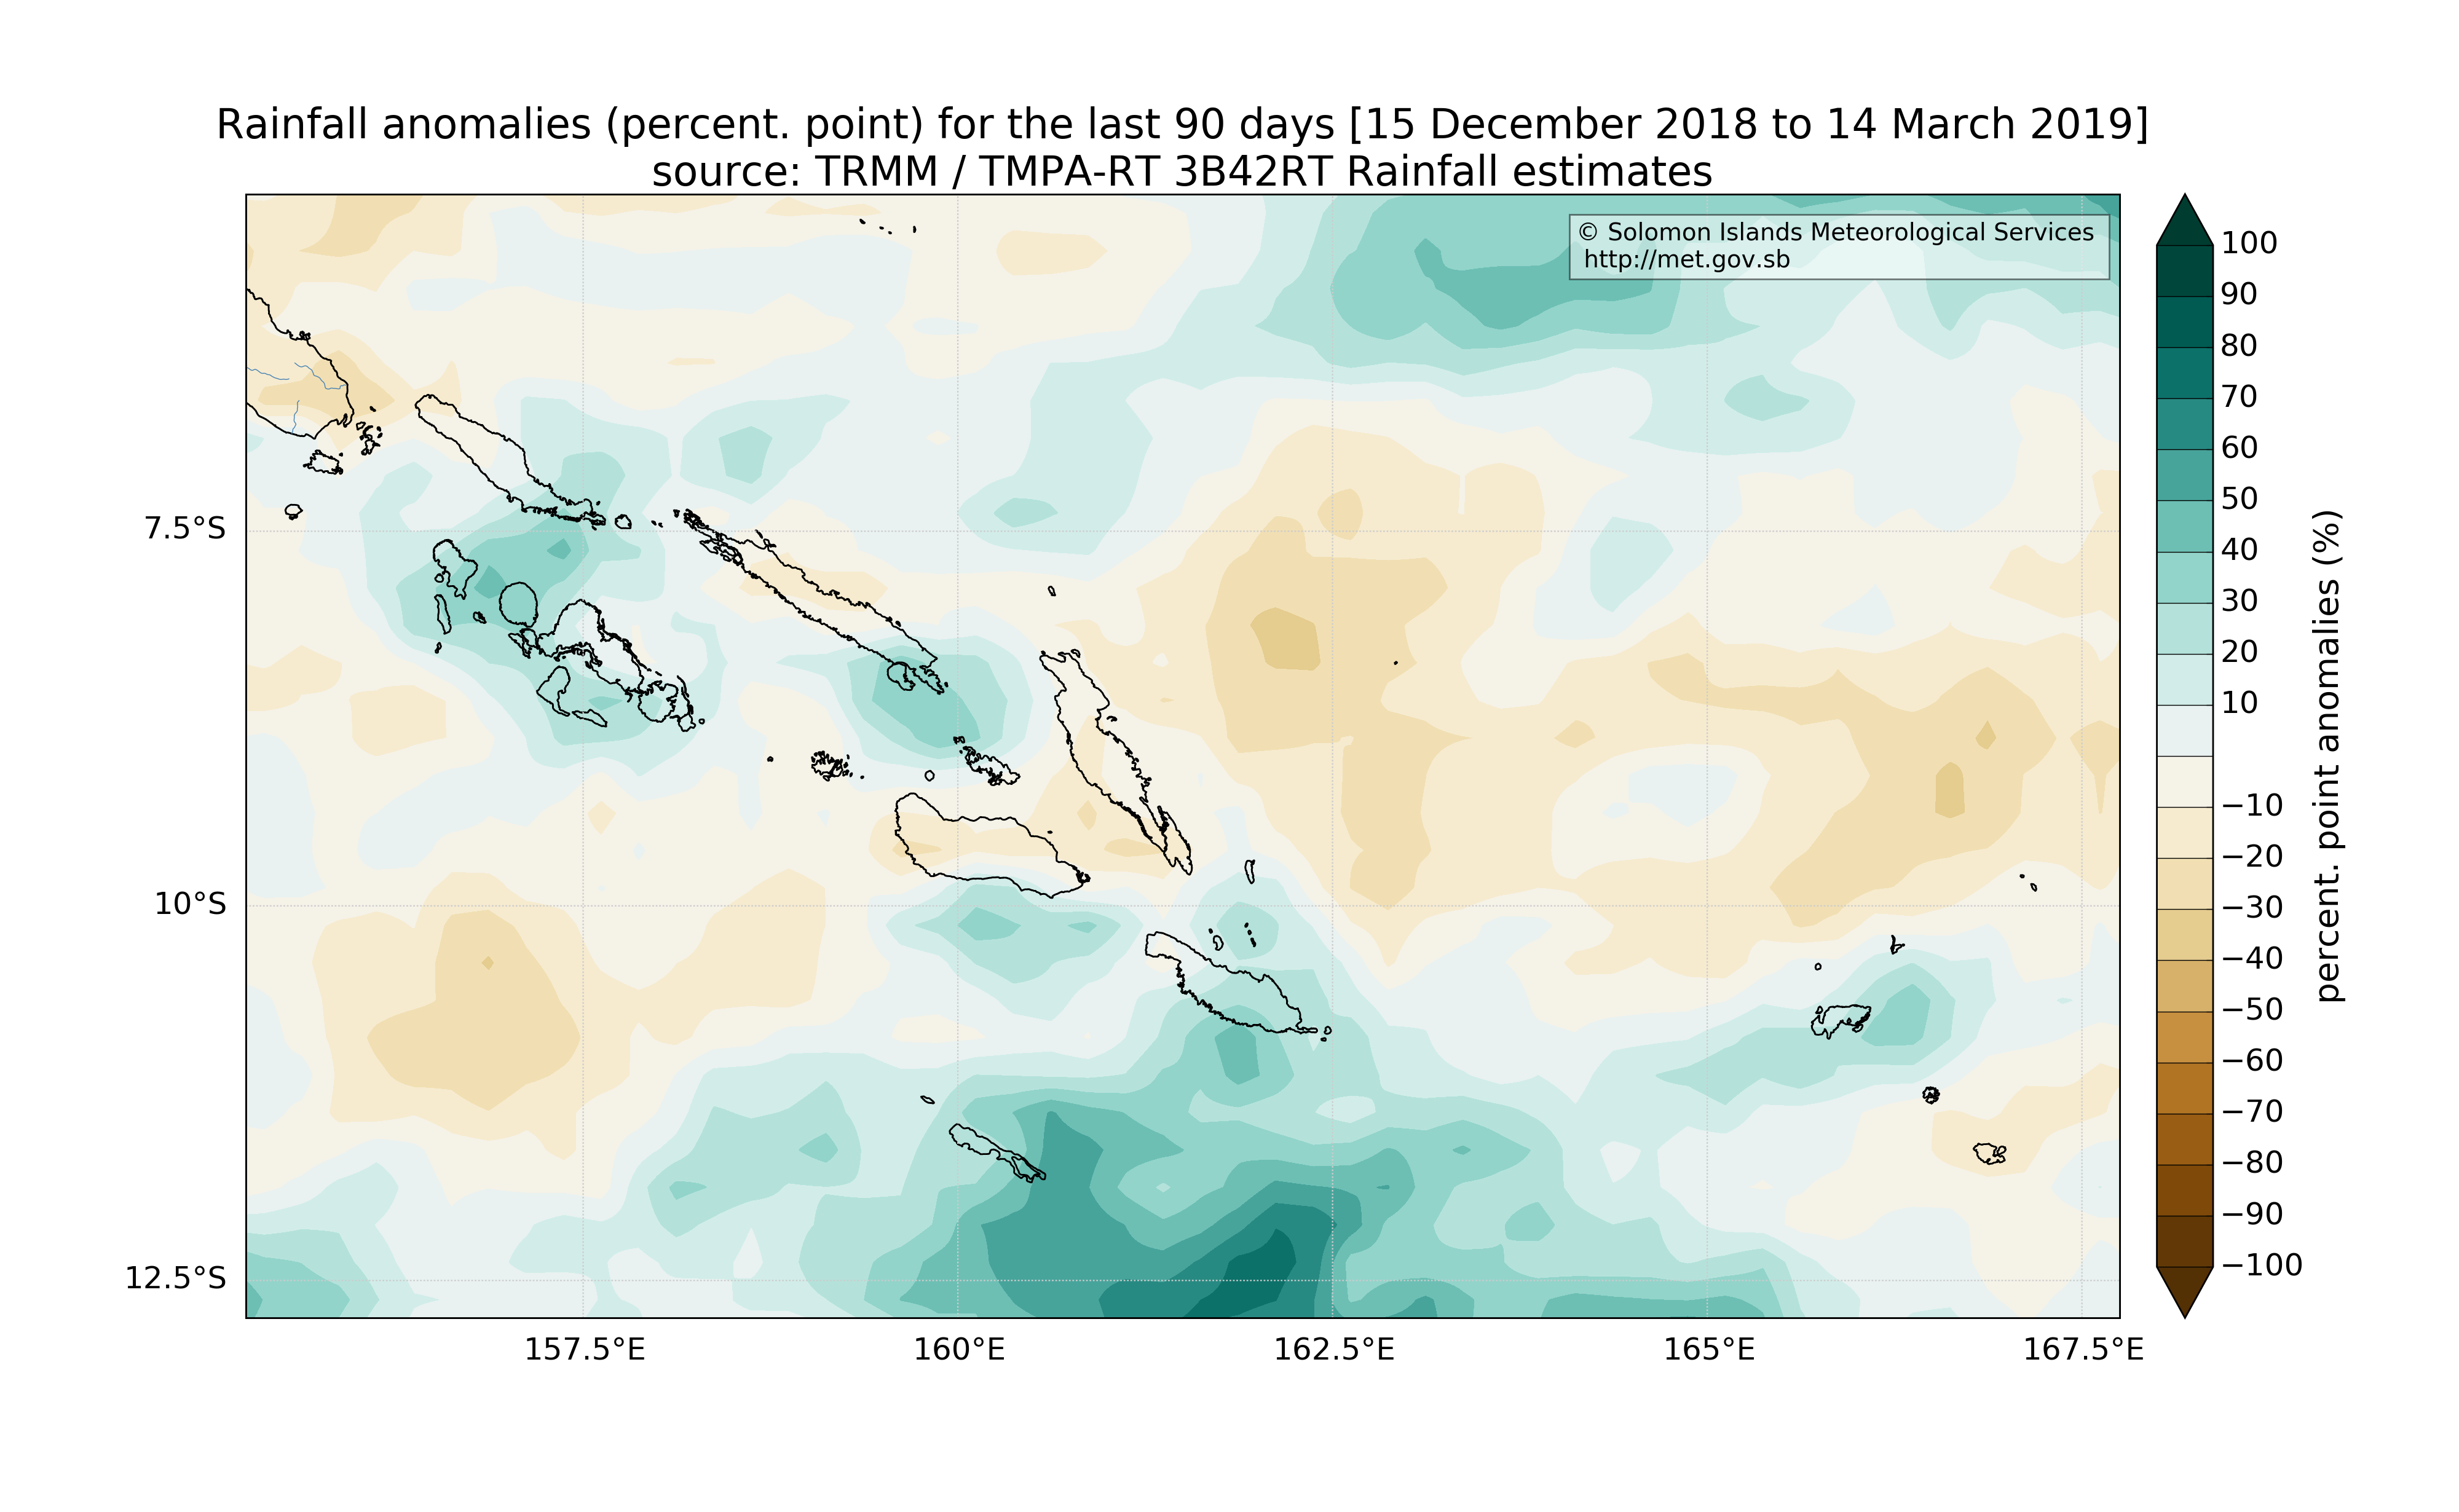 Rainfall anomalies (percent. point) for the last 90 days [15 December 2018 to 14 March 2019]
source: TRMM / TMPA-RT 3B42RT Rainfall estimates
© Solomon Islands Meteorological Services
http://met.gov.sb
7.5°S
10°S
12.5°S
157.5°E
160°E
162.5°E
165°E
167.5°E
100
90
80
70
60
50
40
30
20
10
−10
−20
−30
−40
−50
−60
−70
−80
−90
−100
percent. point anomalies (%)